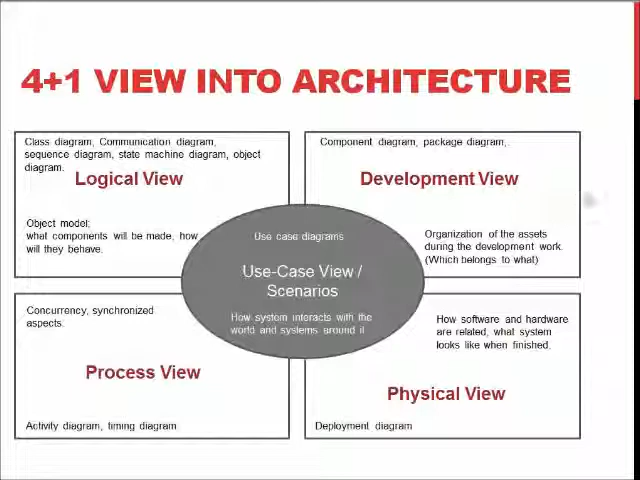 4+1 VIEW INTO ARCHITECTURE
Class diagram, Communication diagram,
sequence diagram, state machine diagram, object
diagram.
Logical View
Object model;
what components will be made, how
will they behave.
Component diagram, package diagram,
Development View
Organization of the assets
during the development work.
(Which belongs to what)
Use case diagrams
Use-Case View /
Scenarios
How system interacts with the
world and systems around it
Concurrency, synchronized
aspects.
Process View
Activity diagram, timing diagram
How software and hardware
are related, what system
looks like when finished.
Physical View
Deployment diagram